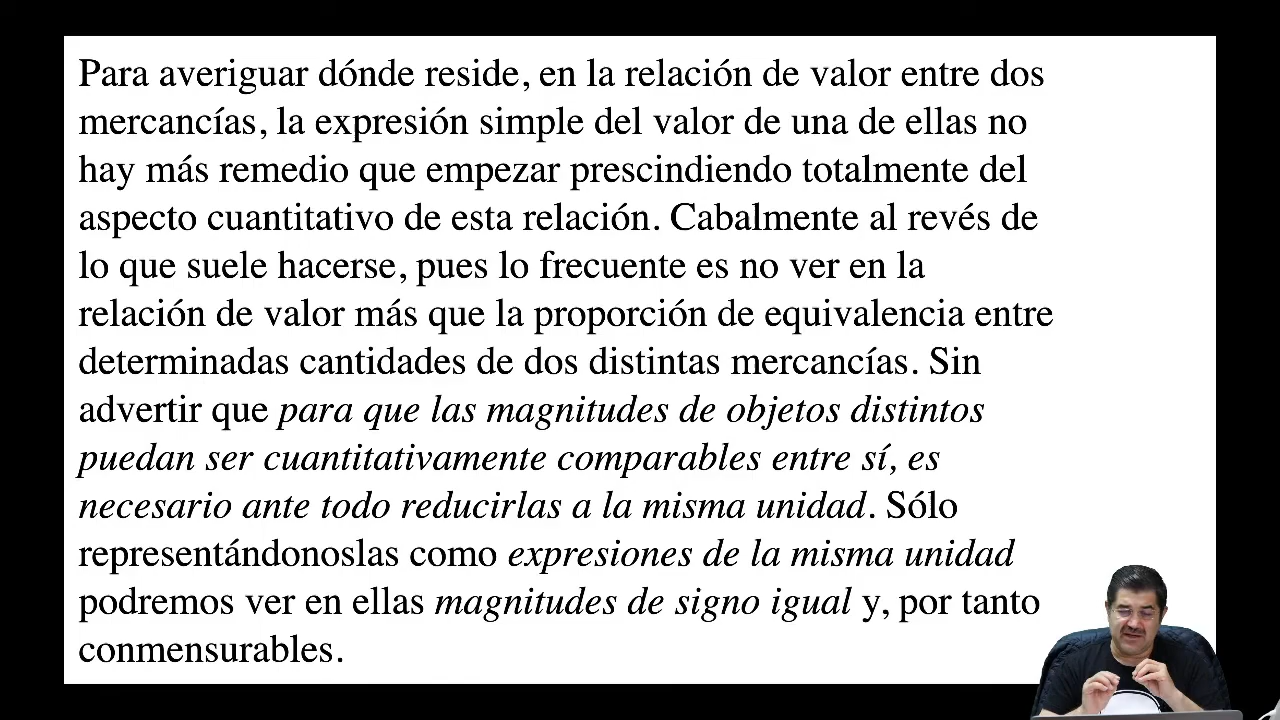 Para averiguar dónde reside, en la relación de valor entre dos
mercancías, la expresión simple del valor de una de ellas no
hay más remedio que empezar prescindiendo totalmente del
aspecto cuantitativo de esta relación. Cabalmente al revés de
lo que suele hacerse, pues lo frecuente es no ver en la
relación de valor más que la proporción de equivalencia entre
determinadas cantidades de dos distintas mercancías. Sin
advertir que para que las magnitudes de objetos distintos
puedan ser cuantitativamente comparables entre sí, es
necesario ante todo reducirlas a la misma unidad. Sólo
representándonoslas como expresiones de la misma unidad
podremos ver en ellas magnitudes de signo igual y, por tanto
conmensurables.